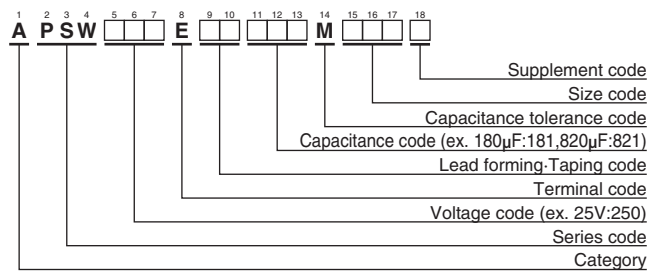 1 2 3 4 5 6 7 8 9 10 11 12 13 14 15 16 17 18
A PSW E M
Supplement code
Size code
Capacitance tolerance code
Capacitance code (ex. 180μF:181,820μF:821)
Lead forming·Taping code
Terminal code
Voltage code (ex. 25V:250)
Series code
Category